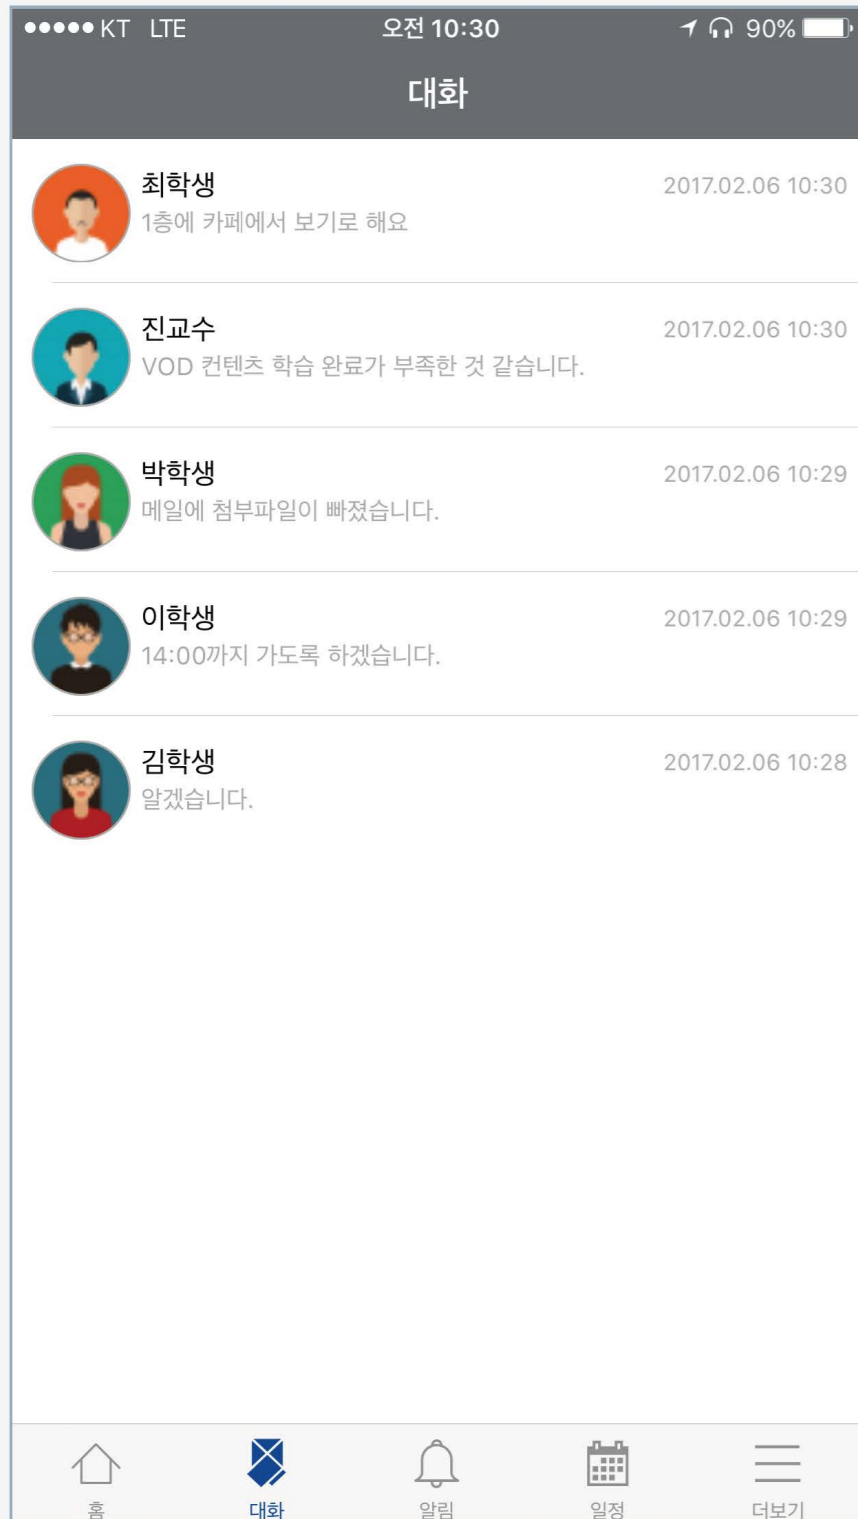 KT LTE 오전 10:30 90%
대화
최학생 2017.02.06 10:30
1층에 카페에서 보기로 해요
진교수 2017.02.06 10:30
VOD 컨텐츠 학습 완료가 부족한 것 같습니다.
박학생 2017.02.06 10:29
메일에 첨부파일이 빠졌습니다.
이학생 2017.02.06 10:29
14:00까지 가도록 하겠습니다.
김학생 2017.02.06 10:28
알겠습니다.
홈 대화 알림 일정 더보기